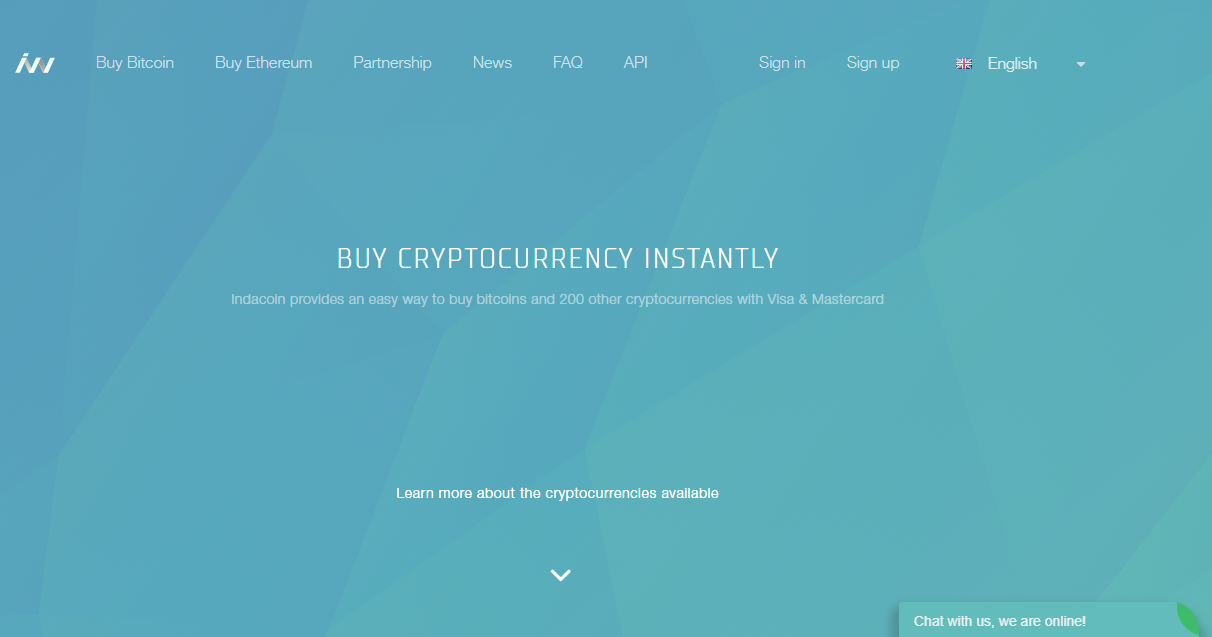 in
Buy Bitcoin Buy Ethereum Partnership News FAQ API Sign in Sign up English
BUY CRYPTOCURRENCY INSTANTLY
Indacoin provides an easy way to buy bitcoins and 200 other cryptocurrencies with Visa & Mastercard
Learn more about the cryptocurrencies available
Chat with us, we are online!